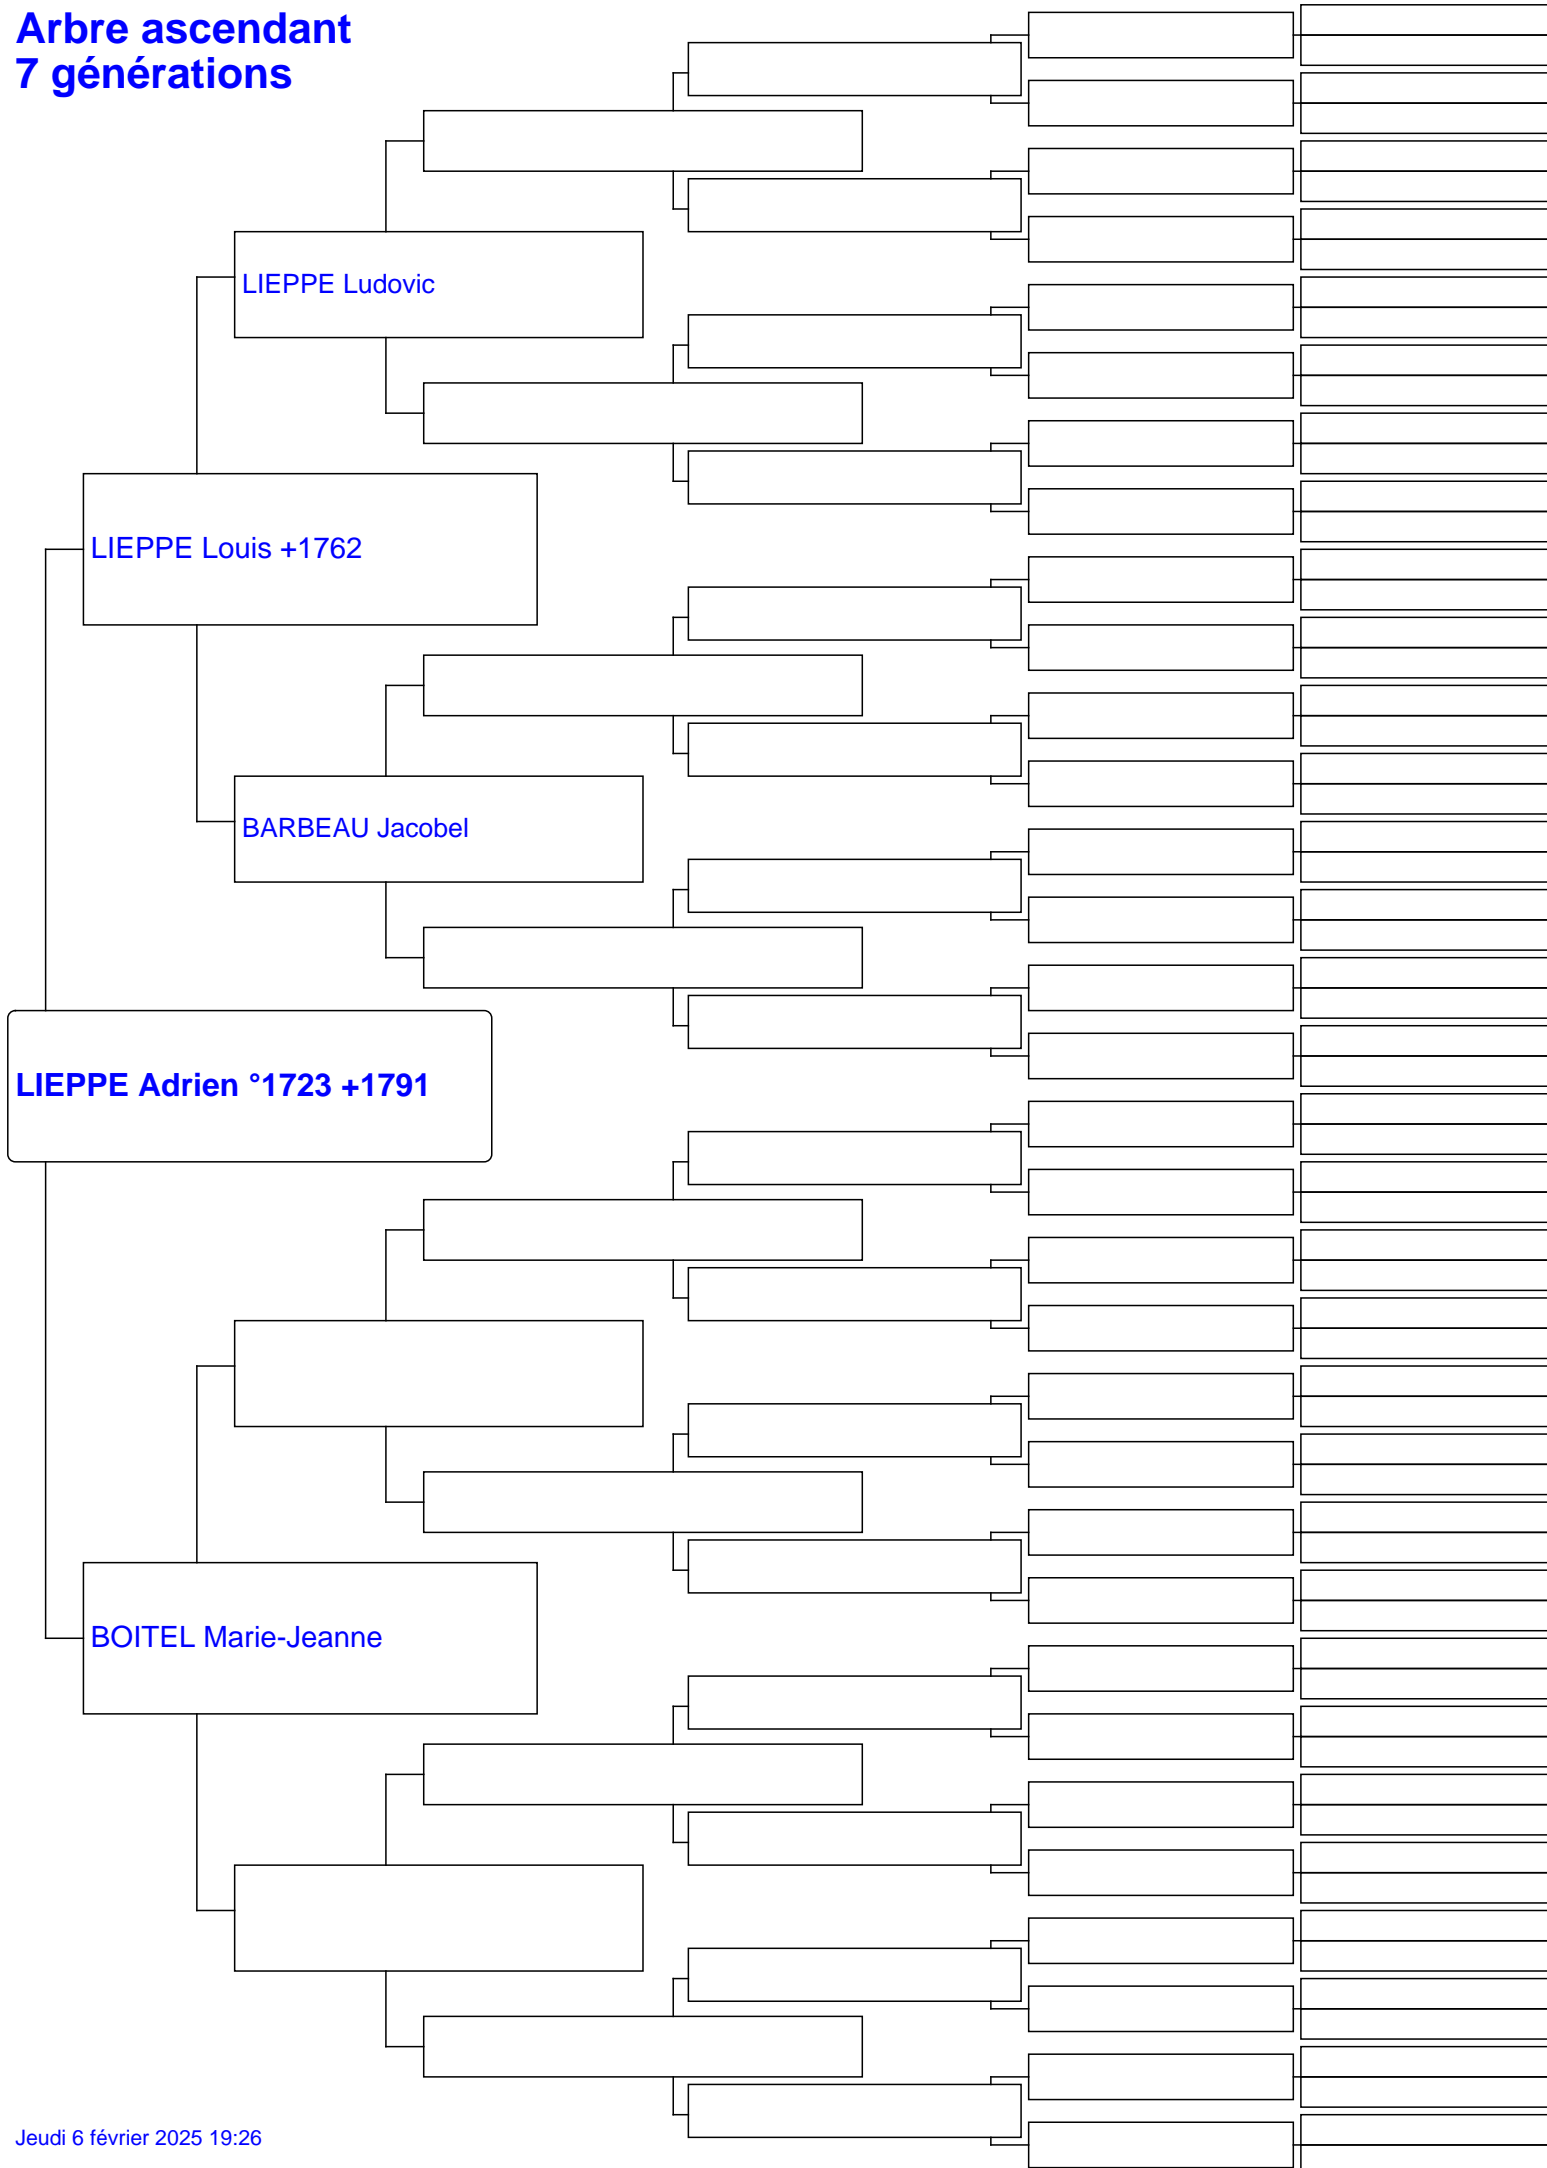 Arbre ascendant
7 générations
LIEPPE Ludovic
LIEPPE Louis +1762
BARBEAU Jacobel
LIEPPE Adrien °1723 +1791
BOITEL Marie-Jeanne
Jeudi 6 février 2025 19:26